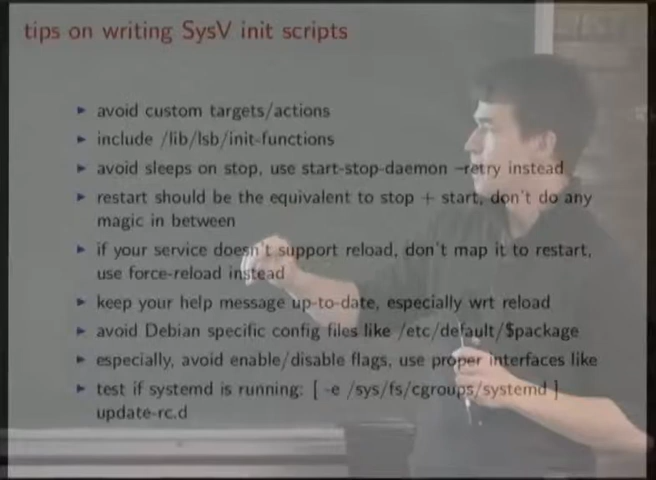 tips on writing SysV init scripts
avoid custom targets/actions
include /lib/lsb/init-functions
avoid sleeps on stop, use start-stop-daemon –retry instead
restart should be the equivalent to stop + start, don't do any
magic in between
if your service doesn't support reload, don't map it to restart,
use force-reload instead
keep your help message up-to-date, especially wrt reload
avoid Debian specific config files like /etc/default/$package
especially, avoid enable/disable flags, use proper interfaces like
test if systemd is running: [ -e /sys/fs/cgroups/systemd ]
update-rc.d